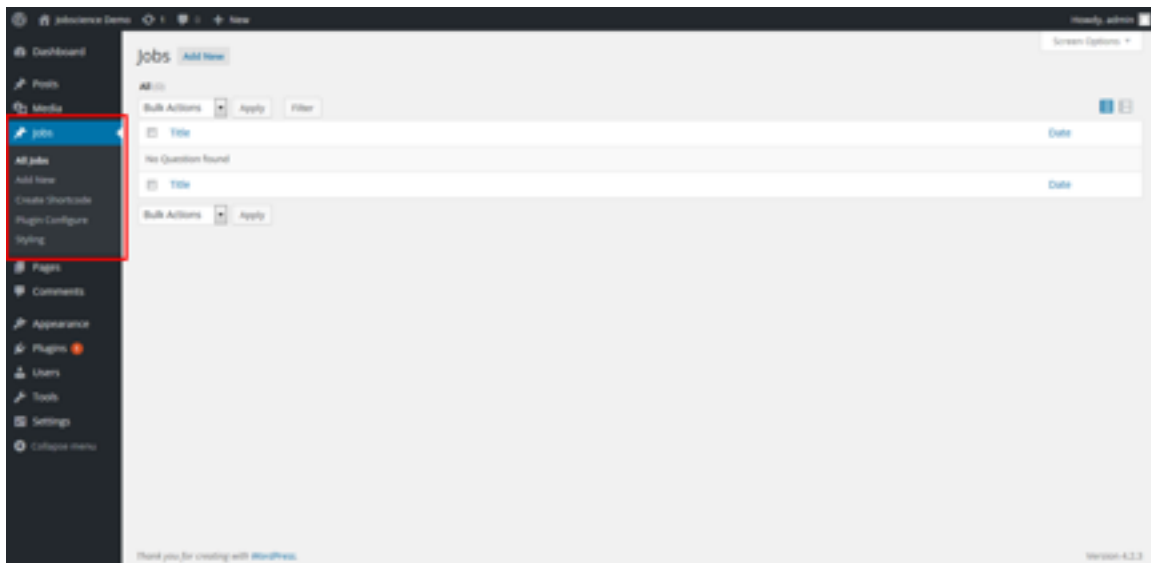 Jobscience Demo 1 0 + New
Howdy, admin
Screen Options
Dashboard
Posts
Media
Jobs
All Jobs
Add New
Create Shortcode
Plugin Configure
Styling
Pages
Comments
Appearance
Plugins
Users
Tools
Settings
Collapse menu
Jobs Add New
All (0)
Bulk Actions Apply Filter
Title Date
No Question found
Title Date
Bulk Actions Apply
Thank you for creating with WordPress.
Version 4.2.3